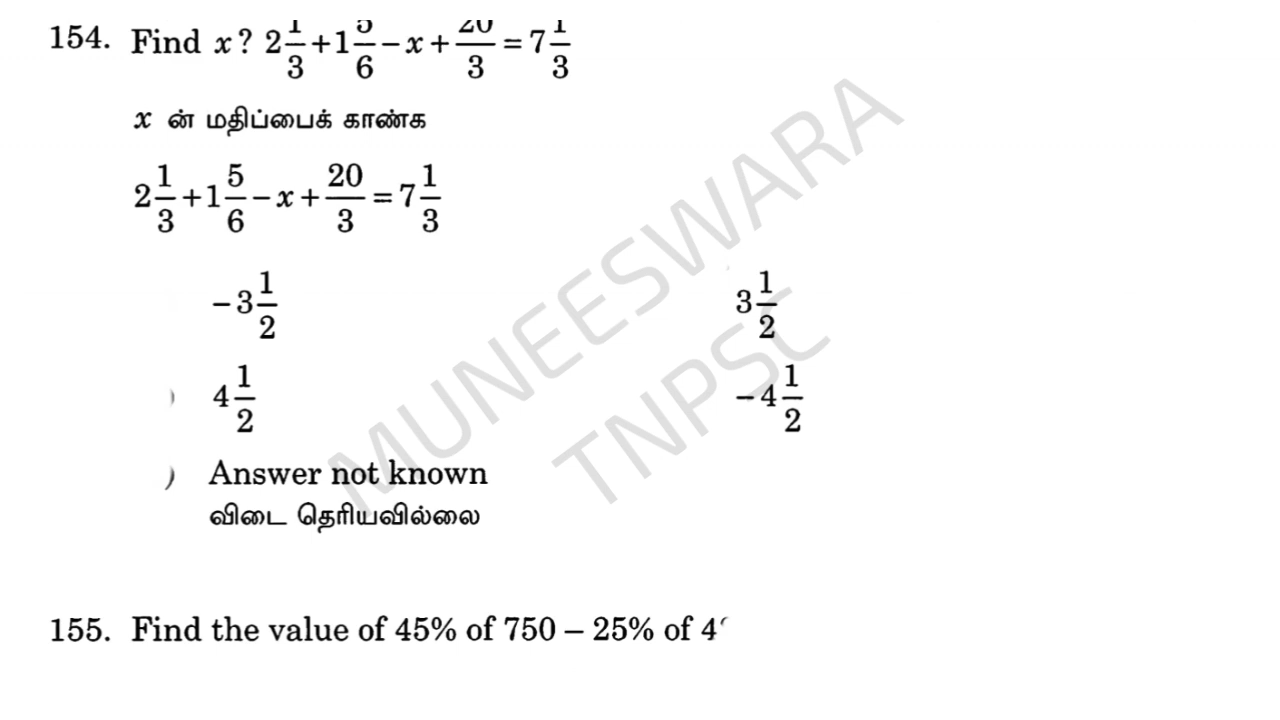 154. Find x? 2 1/3 + 1 5/6 − x + 20/3 = 7 1/3
x ன் மதிப்பைக் காண்க
2 1/3 + 1 5/6 − x + 20/3 = 7 1/3
−3 1/2
3 1/2
4 1/2
−4 1/2
) Answer not known
விடை தெரியவில்லை
155. Find the value of 45% of 750 – 25% of
MUNEESWARA
TNPSC